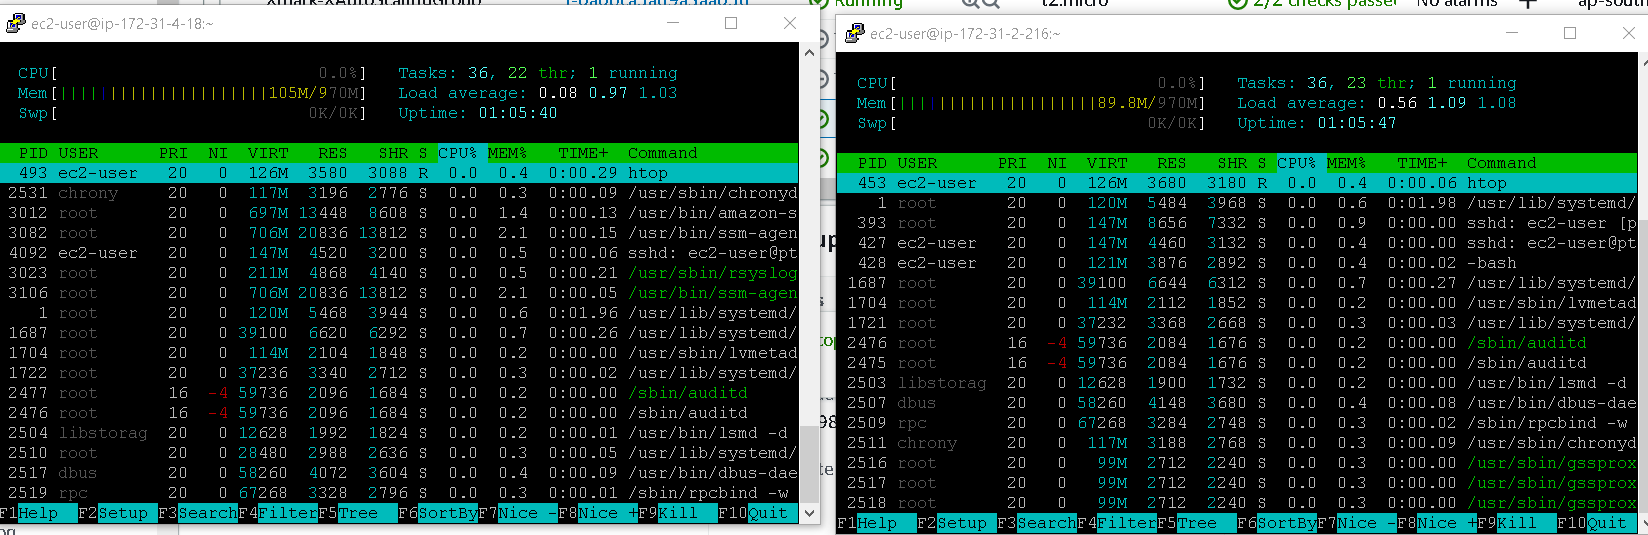 Running
t2.micro
2/2 checks passed
No alarms
ap-south
ec2-user@ip-172-31-4-18:~
CPU[ 0.0%] Tasks: 36, 22 thr; 1 running
Mem[||||||||||||||||||||||105M/970M] Load average: 0.08 0.97 1.03
Swp[ 0K/0K] Uptime: 01:05:40
PID USER PRI NI VIRT RES SHR S CPU% MEM% TIME+ Command
493 ec2-user 20 0 126M 3580 3088 R 0.0 0.4 0:00.29 htop
2531 chrony 20 0 117M 3196 2776 S 0.0 0.3 0:00.09 /usr/sbin/chronyd
3012 root 20 0 697M 13448 8608 S 0.0 1.4 0:00.13 /usr/bin/amazon-s
3082 root 20 0 706M 20836 13812 S 0.0 2.1 0:00.15 /usr/bin/ssm-agen
4092 ec2-user 20 0 147M 4520 3200 S 0.0 0.5 0:00.06 sshd: ec2-user@pt
3023 root 20 0 211M 4868 4140 S 0.0 0.5 0:00.21 /usr/sbin/rsyslog
3106 root 20 0 706M 20836 13812 S 0.0 2.1 0:00.05 /usr/bin/ssm-agen
1 root 20 0 120M 5468 3944 S 0.0 0.6 0:01.96 /usr/lib/systemd/
1687 root 20 0 39100 6620 6292 S 0.0 0.7 0:00.26 /usr/lib/systemd/
1704 root 20 0 114M 2104 1848 S 0.0 0.2 0:00.00 /usr/sbin/lvmetad
1722 root 20 0 37236 3340 2712 S 0.0 0.3 0:00.02 /usr/lib/systemd/
2477 root 16 -4 59736 2096 1684 S 0.0 0.2 0:00.00 /sbin/auditd
2476 root 16 -4 59736 2096 1684 S 0.0 0.2 0:00.00 /sbin/auditd
2504 libstorag 20 0 12628 1992 1824 S 0.0 0.2 0:00.01 /usr/bin/lsmd -d
2510 root 20 0 28480 2988 2636 S 0.0 0.3 0:00.05 /usr/lib/systemd/
2517 dbus 20 0 58260 4072 3604 S 0.0 0.4 0:00.09 /usr/bin/dbus-dae
2519 rpc 20 0 67268 3328 2796 S 0.0 0.3 0:00.01 /sbin/rpcbind -w
F1Help F2Setup F3SearchF4FilterF5Tree F6SortByF7Nice -F8Nice +F9Kill F10Quit
ec2-user@ip-172-31-2-216:~
CPU[ 0.0%] Tasks: 36, 23 thr; 1 running
Mem[||||||||||||||||||||89.8M/970M] Load average: 0.56 1.09 1.08
Swp[ 0K/0K] Uptime: 01:05:47
PID USER PRI NI VIRT RES SHR S CPU% MEM% TIME+ Command
453 ec2-user 20 0 126M 3680 3180 R 0.0 0.4 0:00.06 htop
1 root 20 0 120M 5484 3968 S 0.0 0.6 0:01.98 /usr/lib/systemd/
393 root 20 0 147M 8656 7332 S 0.0 0.9 0:00.00 sshd: ec2-user [p
427 ec2-user 20 0 147M 4460 3132 S 0.0 0.4 0:00.00 sshd: ec2-user@pt
428 ec2-user 20 0 121M 3876 2892 S 0.0 0.4 0:00.02 -bash
1687 root 20 0 39100 6644 6312 S 0.0 0.7 0:00.27 /usr/lib/systemd/
1704 root 20 0 114M 2112 1852 S 0.0 0.2 0:00.00 /usr/sbin/lvmetad
1721 root 20 0 37232 3368 2668 S 0.0 0.3 0:00.03 /usr/lib/systemd/
2476 root 16 -4 59736 2084 1676 S 0.0 0.2 0:00.00 /sbin/auditd
2475 root 16 -4 59736 2084 1676 S 0.0 0.2 0:00.00 /sbin/auditd
2503 libstorag 20 0 12628 1900 1732 S 0.0 0.2 0:00.00 /usr/bin/lsmd -d
2507 dbus 20 0 58260 4148 3680 S 0.0 0.4 0:00.08 /usr/bin/dbus-dae
2509 rpc 20 0 67268 3284 2748 S 0.0 0.3 0:00.02 /sbin/rpcbind -w
2511 chrony 20 0 117M 3188 2768 S 0.0 0.3 0:00.09 /usr/sbin/chronyd
2516 root 20 0 99M 2712 2240 S 0.0 0.3 0:00.00 /usr/sbin/gssprox
2517 root 20 0 99M 2712 2240 S 0.0 0.3 0:00.00 /usr/sbin/gssprox
2518 root 20 0 99M 2712 2240 S 0.0 0.3 0:00.00 /usr/sbin/gssprox
F1Help F2Setup F3SearchF4FilterF5Tree F6SortByF7Nice -F8Nice +F9Kill F10Quit